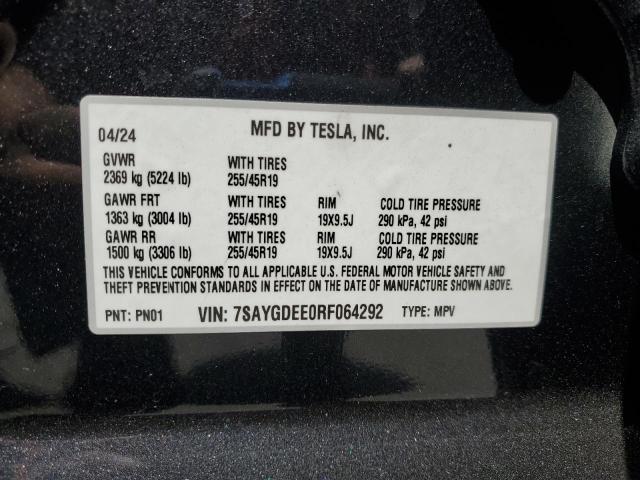 04/24 MFD BY TESLA, INC.
GVWR WITH TIRES
2369 kg (5224 lb) 255/45R19
GAWR FRT WITH TIRES RIM COLD TIRE PRESSURE
1363 kg (3004 lb) 255/45R19 19X9.5J 290 kPa, 42 psi
GAWR RR WITH TIRES RIM COLD TIRE PRESSURE
1500 kg (3306 lb) 255/45R19 19X9.5J 290 kPa, 42 psi
THIS VEHICLE CONFORMS TO ALL APPLICABLE U.S. FEDERAL MOTOR VEHICLE SAFETY AND
THEFT PREVENTION STANDARDS IN EFFECT ON THE DATE OF MANUFACTURE SHOWN ABOVE.
PNT: PN01 VIN: 7SAYGDEE0RF064292 TYPE: MPV